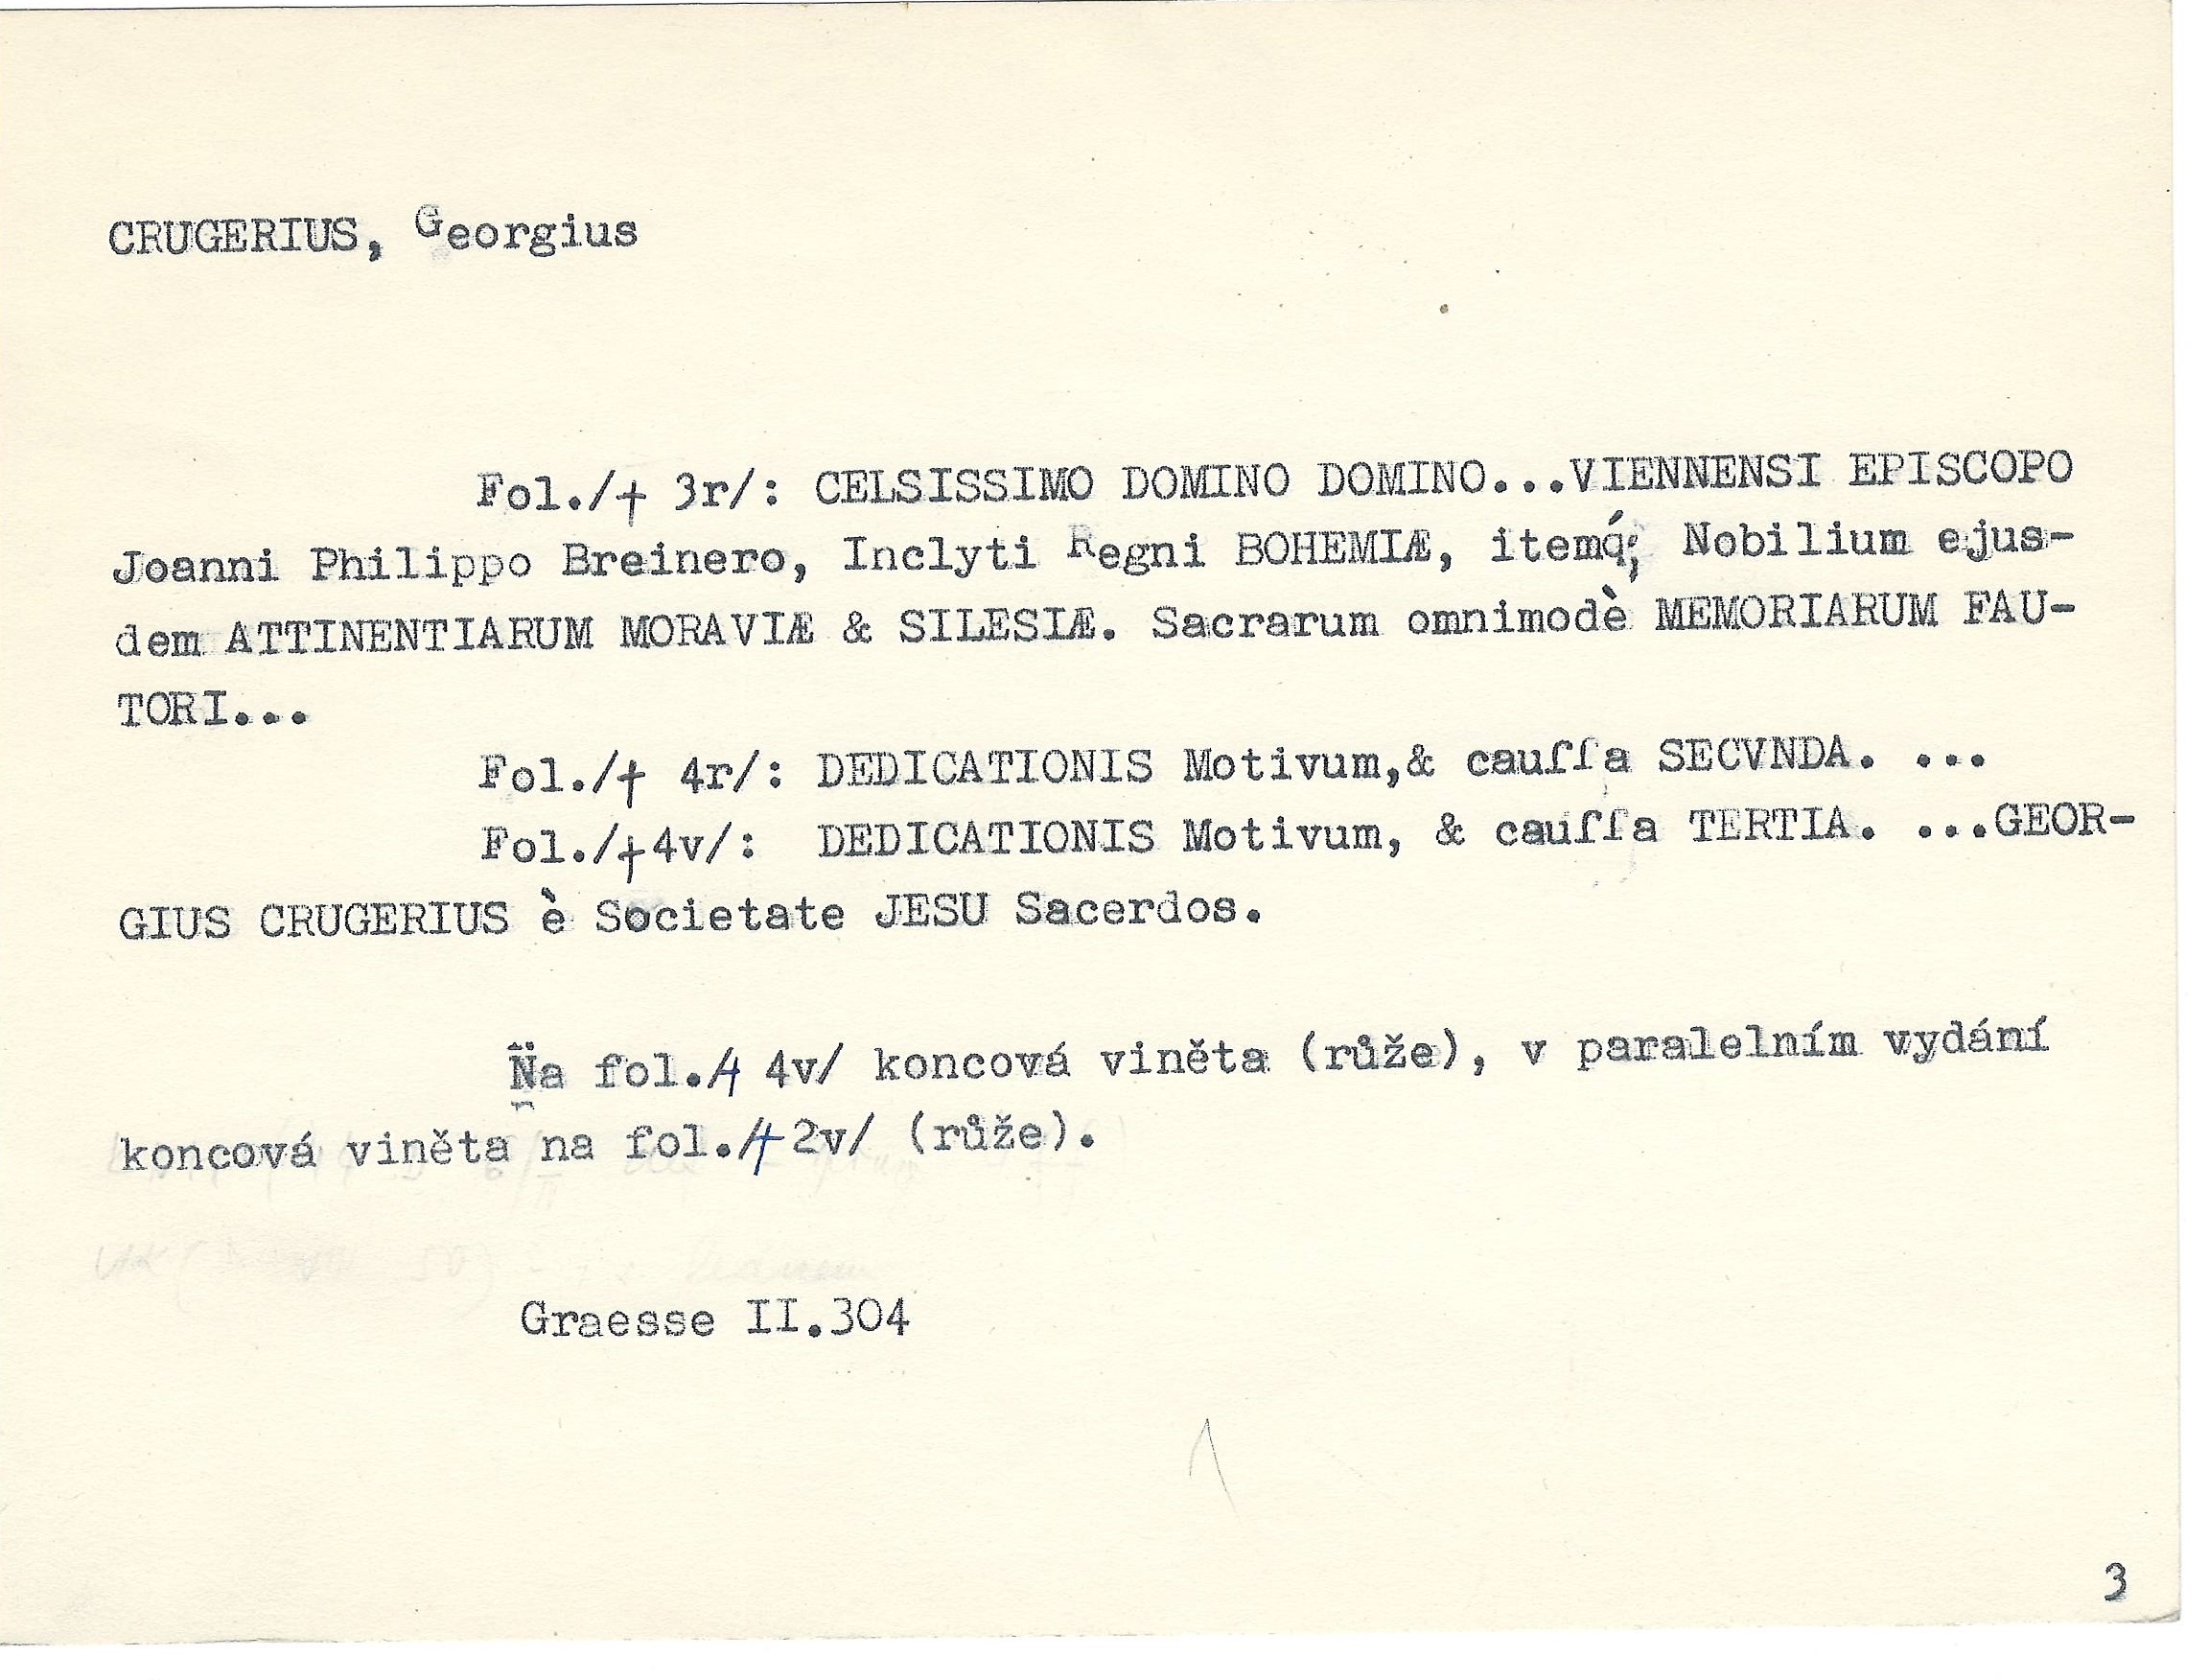 CRUGERIUS, Georgius
Fol./† 3r/: CELSISSIMO DOMINO DOMINO...VIENNENSI EPISCOPO
Joanni Philippo Breinero, Inclyti Regni BOHEMIÆ, itemq́; Nobilium ejus-
dem ATTINENTIARUM MORAVIÆ & SILESIÆ. Sacrarum omnimodè MEMORIARUM FAU-
TORI...
Fol./† 4r/: DEDICATIONIS Motivum,& cauſſa SECVNDA. ...
Fol./†4v/: DEDICATIONIS Motivum, & cauſſa TERTIA. ...GEOR-
GIUS CRUGERIUS è Societate JESU Sacerdos.
Na fol./† 4v/ koncová viněta (růže), v paralelním vydání
koncová viněta na fol./† 2v/ (růže).
Graesse II.304
3